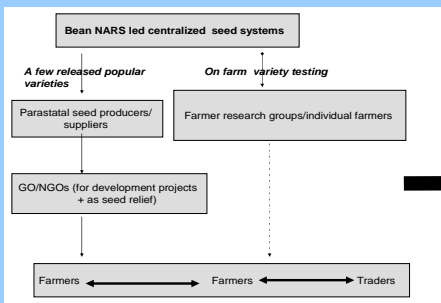 Bean NARS led centralized seed systems
A few released popular
varieties
On farm variety testing
Parastatal seed producers/
suppliers
Farmer research groups/individual farmers
GO/NGOs (for development projects
+ as seed relief)
Farmers Farmers Traders